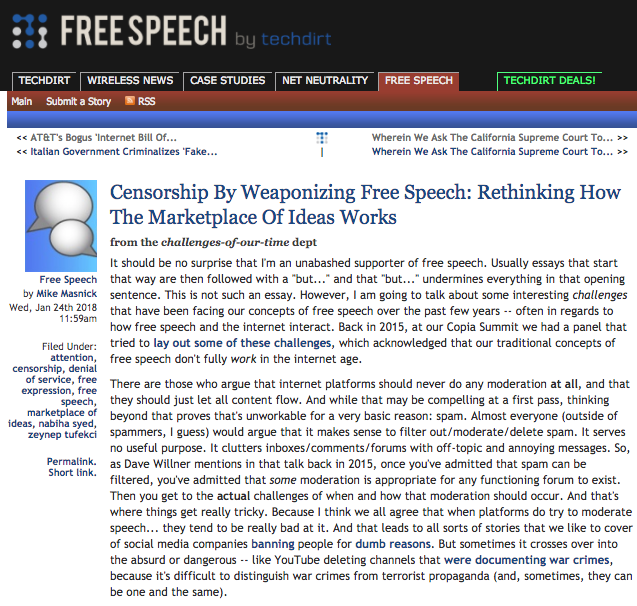 FREE SPEECH by techdirt
TECHDIRT WIRELESS NEWS CASE STUDIES NET NEUTRALITY FREE SPEECH TECHDIRT DEALS!
Main Submit a Story RSS
<< AT&T's Bogus 'Internet Bill Of... Wherein We Ask The California Supreme Court To... >>
<< Italian Government Criminalizes 'Fake... Wherein We Ask The California Supreme Court To... >>
Censorship By Weaponizing Free Speech: Rethinking How
The Marketplace Of Ideas Works
from the challenges-of-our-time dept
Free Speech
by Mike Masnick
Wed, Jan 24th 2018
11:59am
Filed Under:
attention,
censorship, denial
of service, free
expression, free
speech,
marketplace of
ideas, nabiha syed,
zeynep tufekci
Permalink.
Short link.
It should be no surprise that I'm an unabashed supporter of free speech. Usually essays that start
that way are then followed with a "but..." and that "but..." undermines everything in that opening
sentence. This is not such an essay. However, I am going to talk about some interesting challenges
that have been facing our concepts of free speech over the past few years -- often in regards to
how free speech and the internet interact. Back in 2015, at our Copia Summit we had a panel that
tried to lay out some of these challenges, which acknowledged that our traditional concepts of
free speech don't fully work in the internet age.
There are those who argue that internet platforms should never do any moderation at all, and that
they should just let all content flow. And while that may be compelling at a first pass, thinking
beyond that proves that's unworkable for a very basic reason: spam. Almost everyone (outside of
spammers, I guess) would argue that it makes sense to filter out/moderate/delete spam. It serves
no useful purpose. It clutters inboxes/comments/forums with off-topic and annoying messages. So,
as Dave Willner mentions in that talk back in 2015, once you've admitted that spam can be
filtered, you've admitted that some moderation is appropriate for any functioning forum to exist.
Then you get to the actual challenges of when and how that moderation should occur. And that's
where things get really tricky. Because I think we all agree that when platforms do try to moderate
speech... they tend to be really bad at it. And that leads to all sorts of stories that we like to cover
of social media companies banning people for dumb reasons. But sometimes it crosses over into
the absurd or dangerous -- like YouTube deleting channels that were documenting war crimes,
because it's difficult to distinguish war crimes from terrorist propaganda (and, sometimes, they can
be one and the same).